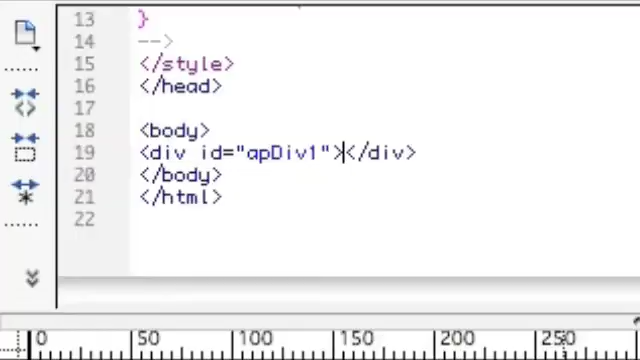 13 }
14 -->
15 </style>
16 </head>
17
18 <body>
19 <div id="apDiv1"></div>
20 </body>
21 </html>
22
0 50 100 150 200 250